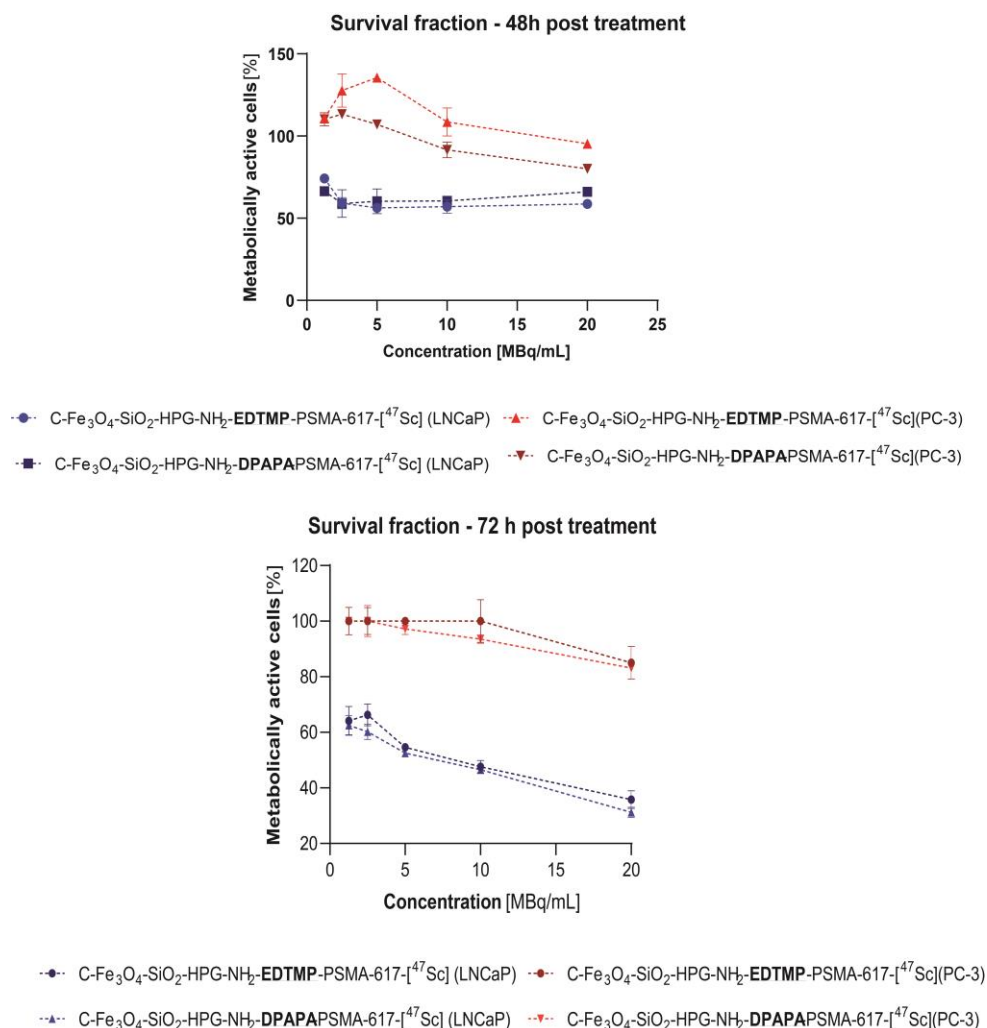 Survival fraction - 48h post treatment
150
100
50
0
Metabolically active cells [%]
0 5 10 15 20 25
Concentration [MBq/mL]
C-Fe₃O₄-SiO₂-HPG-NH₂-EDTMP-PSMA-617-[⁴⁷Sc] (LNCaP)
C-Fe₃O₄-SiO₂-HPG-NH₂-EDTMP-PSMA-617-[⁴⁷Sc](PC-3)
C-Fe₃O₄-SiO₂-HPG-NH₂-DPAPAPSMA-617-[⁴⁷Sc] (LNCaP)
C-Fe₃O₄-SiO₂-HPG-NH₂-DPAPAPSMA-617-[⁴⁷Sc](PC-3)
Survival fraction - 72 h post treatment
120
100
80
60
40
20
Metabolically active cells [%]
0 5 10 15 20
Concentration [MBq/mL]
C-Fe₃O₄-SiO₂-HPG-NH₂-EDTMP-PSMA-617-[⁴⁷Sc] (LNCaP)
C-Fe₃O₄-SiO₂-HPG-NH₂-EDTMP-PSMA-617-[⁴⁷Sc](PC-3)
C-Fe₃O₄-SiO₂-HPG-NH₂-DPAPAPSMA-617-[⁴⁷Sc] (LNCaP)
C-Fe₃O₄-SiO₂-HPG-NH₂-DPAPAPSMA-617-[⁴⁷Sc](PC-3)